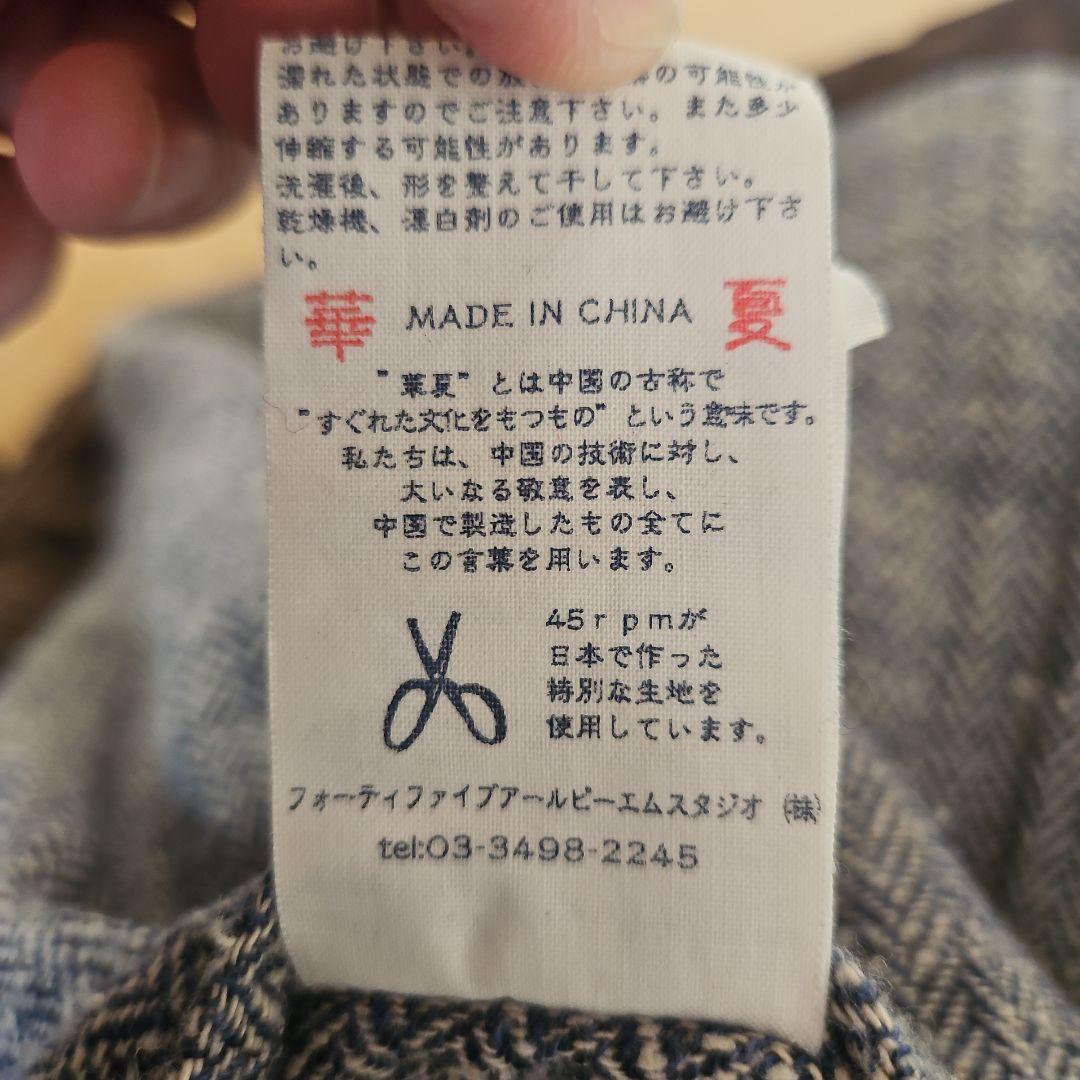 お避け下さい。
濡れた状態での の可能性が
ありますのでご注意下さい。また多少
伸縮する可能性があります。
洗濯後、形を整えて干して下さい。
乾燥機、漂白剤のご使用はお避け下さ
い。
華 MADE IN CHINA 夏
"華夏" とは中国の古称で
"すぐれた文化をもつもの" という意味です。
私たちは、中国の技術に対し、
大いなる敬意を表し、
中国で製造したもの全てに
この言葉を用います。
45rpmが
日本で作った
特別な生地を
使用しています。
フォーティファイブアールピーエムスタジオ ㈱
tel:03-3498-2245